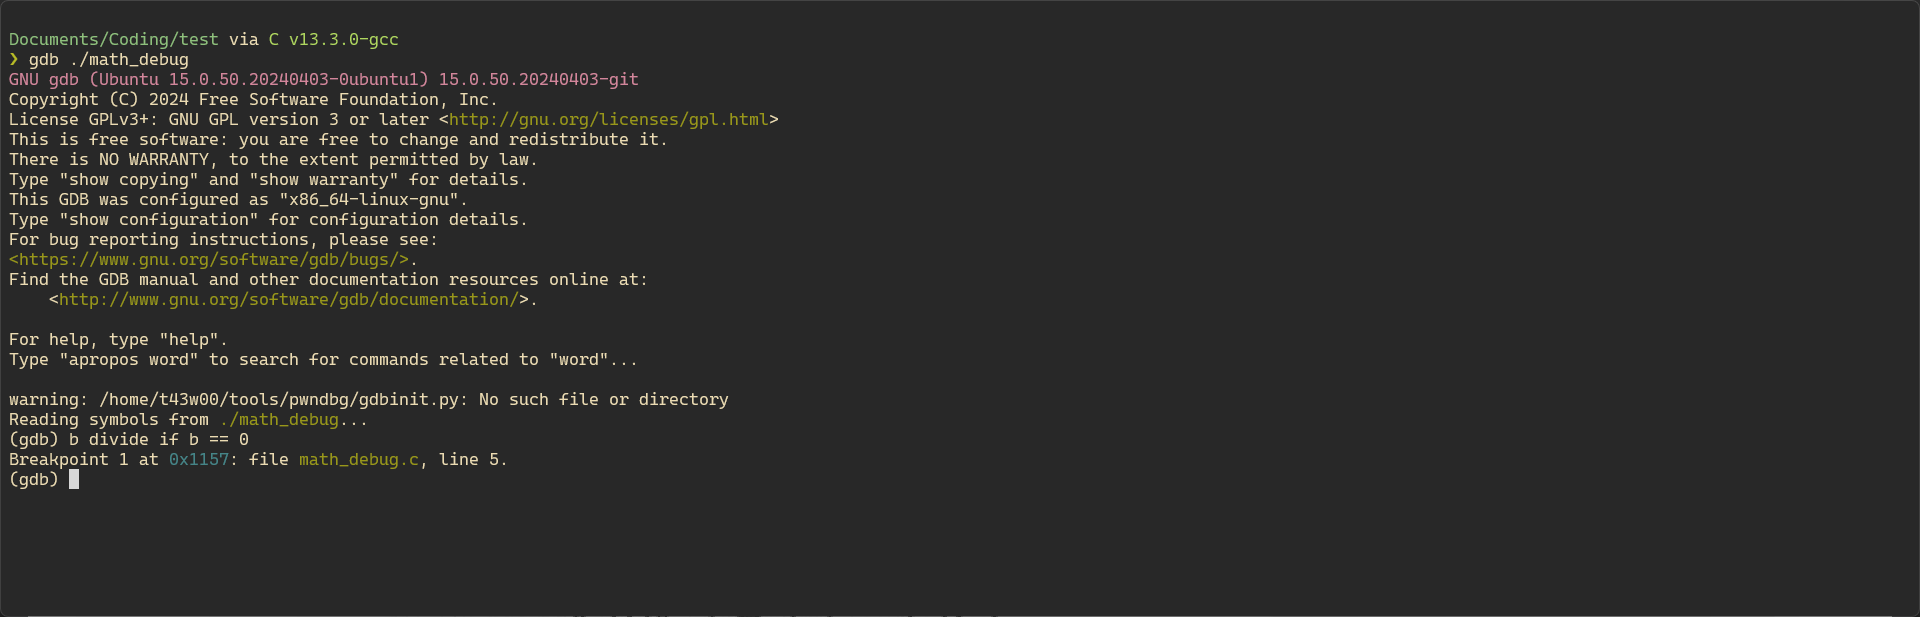 Documents/Coding/test via C v13.3.0-gcc
❯ gdb ./math_debug
GNU gdb (Ubuntu 15.0.50.20240403-0ubuntu1) 15.0.50.20240403-git
Copyright (C) 2024 Free Software Foundation, Inc.
License GPLv3+: GNU GPL version 3 or later <http://gnu.org/licenses/gpl.html>
This is free software: you are free to change and redistribute it.
There is NO WARRANTY, to the extent permitted by law.
Type "show copying" and "show warranty" for details.
This GDB was configured as "x86_64-linux-gnu".
Type "show configuration" for configuration details.
For bug reporting instructions, please see:
<https://www.gnu.org/software/gdb/bugs/>.
Find the GDB manual and other documentation resources online at:
    <http://www.gnu.org/software/gdb/documentation/>.

For help, type "help".
Type "apropos word" to search for commands related to "word"...

warning: /home/t43w00/tools/pwndbg/gdbinit.py: No such file or directory
Reading symbols from ./math_debug...
(gdb) b divide if b == 0
Breakpoint 1 at 0x1157: file math_debug.c, line 5.
(gdb)